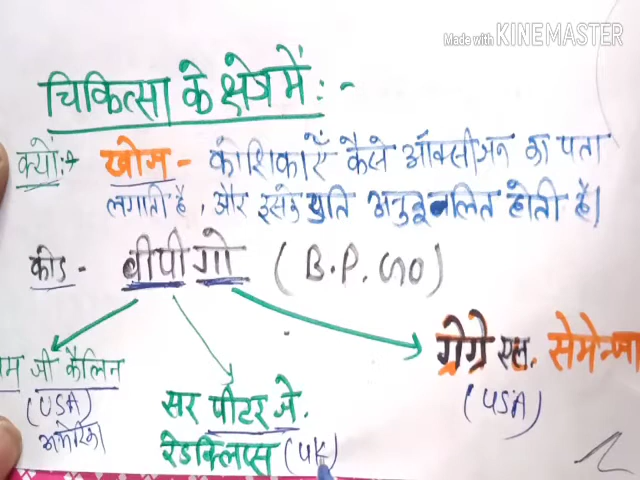 Made with KINEMASTER
चिकित्सा के क्षेत्र में :-
क्यों :→ खोज - कोशिकाएँ कैसे ऑक्सीजन का पता
लगाती है , और इसके प्रति अनुकूलित होती है।
कोड - बीपी गो (B.P. GO)
म जी कैलिन
(USA)
अमेरिका
सर पीटर जे.
रेडक्लिप्स (UK)
ग्रेग्रे एल. सेमेन्जा
(USA)